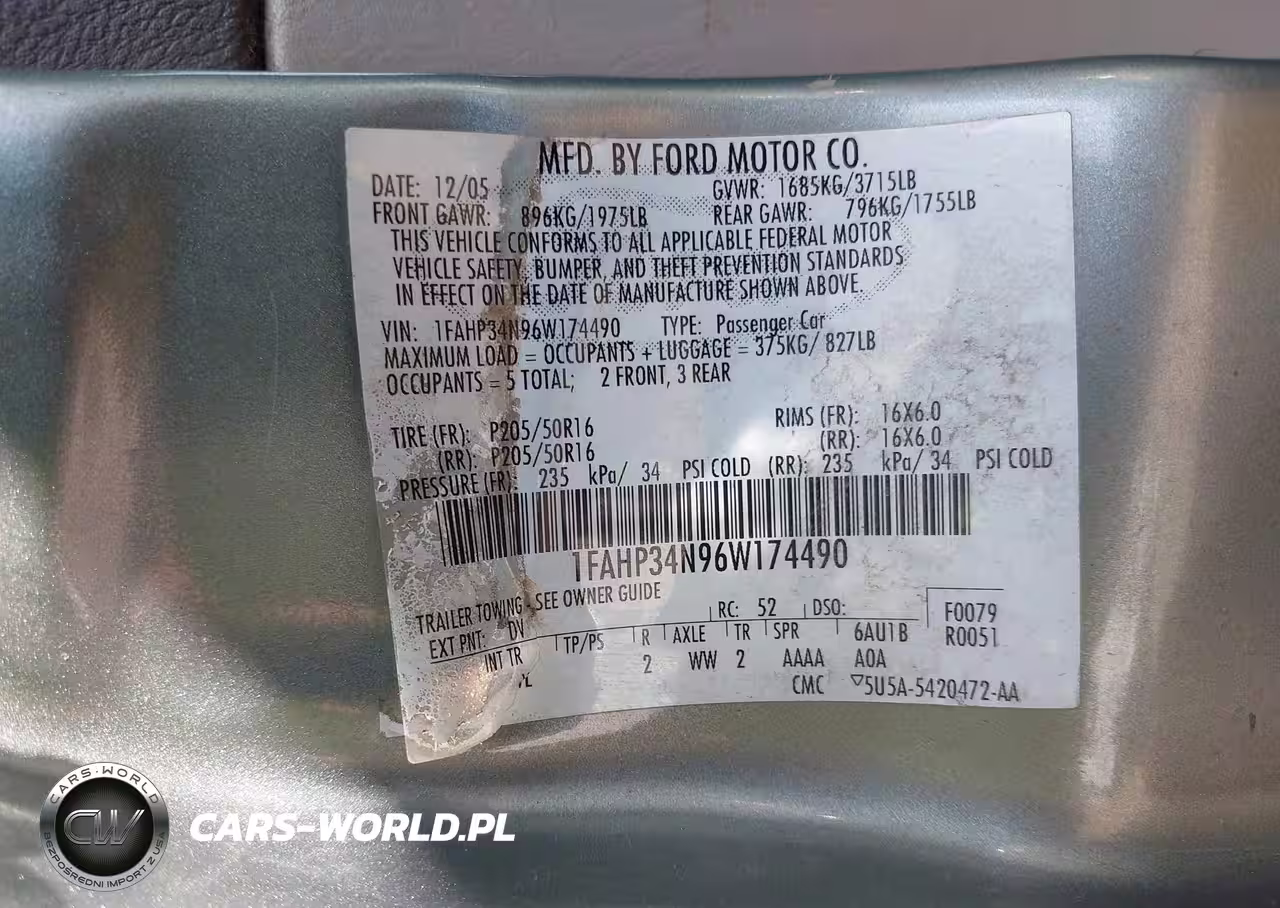 MFD. BY FORD MOTOR CO.
DATE: 12/05 GVWR: 1685KG/3715LB
FRONT GAWR: 896KG/1975LB REAR GAWR: 796KG/1755LB
THIS VEHICLE CONFORMS TO ALL APPLICABLE FEDERAL MOTOR
VEHICLE SAFETY, BUMPER, AND THEFT PREVENTION STANDARDS
IN EFFECT ON THE DATE OF MANUFACTURE SHOWN ABOVE.
VIN: 1FAHP34N96W174490 TYPE: Passenger Car
MAXIMUM LOAD = OCCUPANTS + LUGGAGE = 375KG/ 827LB
OCCUPANTS = 5 TOTAL; 2 FRONT, 3 REAR
TIRE (FR): P205/50R16 RIMS (FR): 16X6.0
(RR): P205/50R16 (RR): 16X6.0
PRESSURE (FR): 235 kPa/ 34 PSI COLD (RR): 235 kPa/ 34 PSI COLD
1FAHP34N96W174490
TRAILER TOWING - SEE OWNER GUIDE
RC: 52 DSO: F0079
EXT PNT: DV R0051
INT TR TP/PS R AXLE TR SPR 6AU1B
2 WW 2 AAAA A0A
CMC ▽5U5A-5420472-AA
CARS-WORLD
CW
BEZPOŚREDNI IMPORT Z USA
CARS-WORLD.PL